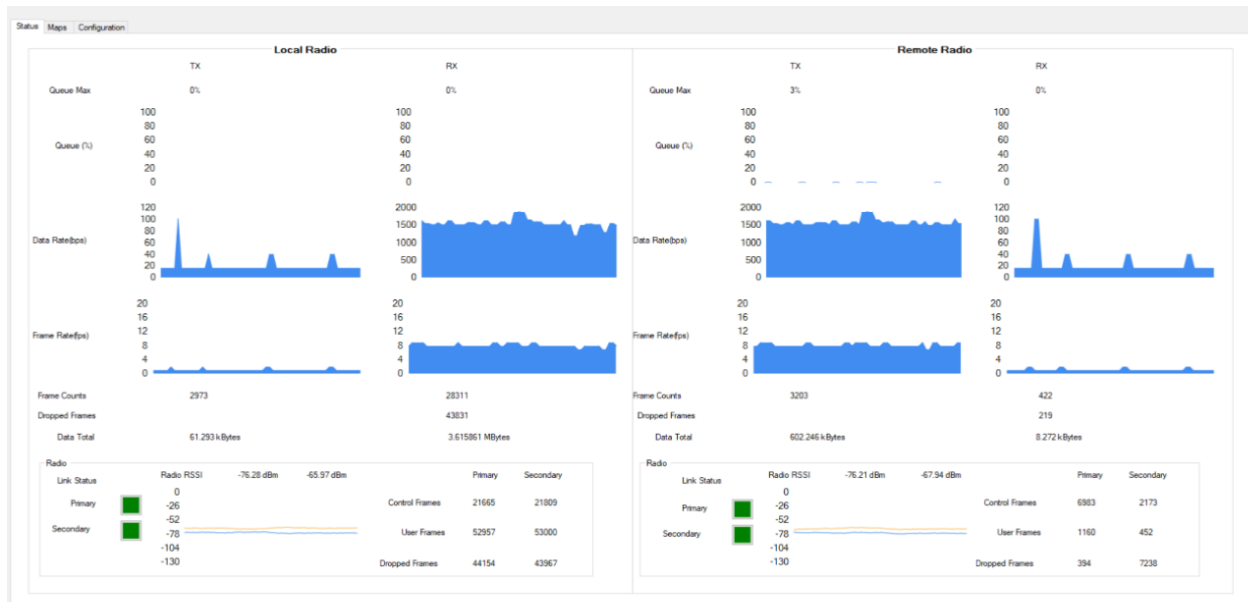 Status Maps Configuration
Local Radio
TX RX
Queue Max 0% 0%
Queue (%)
100 80 60 40 20 0
100 80 60 40 20 0
Data Rate(bps)
120 100 80 60 40 20 0
2000 1500 1000 500 0
Frame Rate(fps)
20 16 12 8 4 0
20 16 12 8 4 0
Frame Counts 2973 28311
Dropped Frames 43831
Data Total 61.293 kBytes 3.615861 MBytes
Radio
Link Status
Primary
Secondary
Radio RSSI -76.28 dBm -65.97 dBm
0
-26
-52
-78
-104
-130
Primary Secondary
Control Frames 21665 21809
User Frames 52957 53000
Dropped Frames 44154 43967
Remote Radio
TX RX
Queue Max 3% 0%
Queue (%)
100 80 60 40 20 0
100 80 60 40 20 0
Data Rate(bps)
2000 1500 1000 500 0
120 100 80 60 40 20 0
Frame Rate(fps)
20 16 12 8 4 0
20 16 12 8 4 0
Frame Counts 3203 422
Dropped Frames 219
Data Total 602.246 kBytes 8.272 kBytes
Radio
Link Status
Primary
Secondary
Radio RSSI -76.21 dBm -67.94 dBm
0
-26
-52
-78
-104
-130
Primary Secondary
Control Frames 6983 2173
User Frames 1160 452
Dropped Frames 394 7238